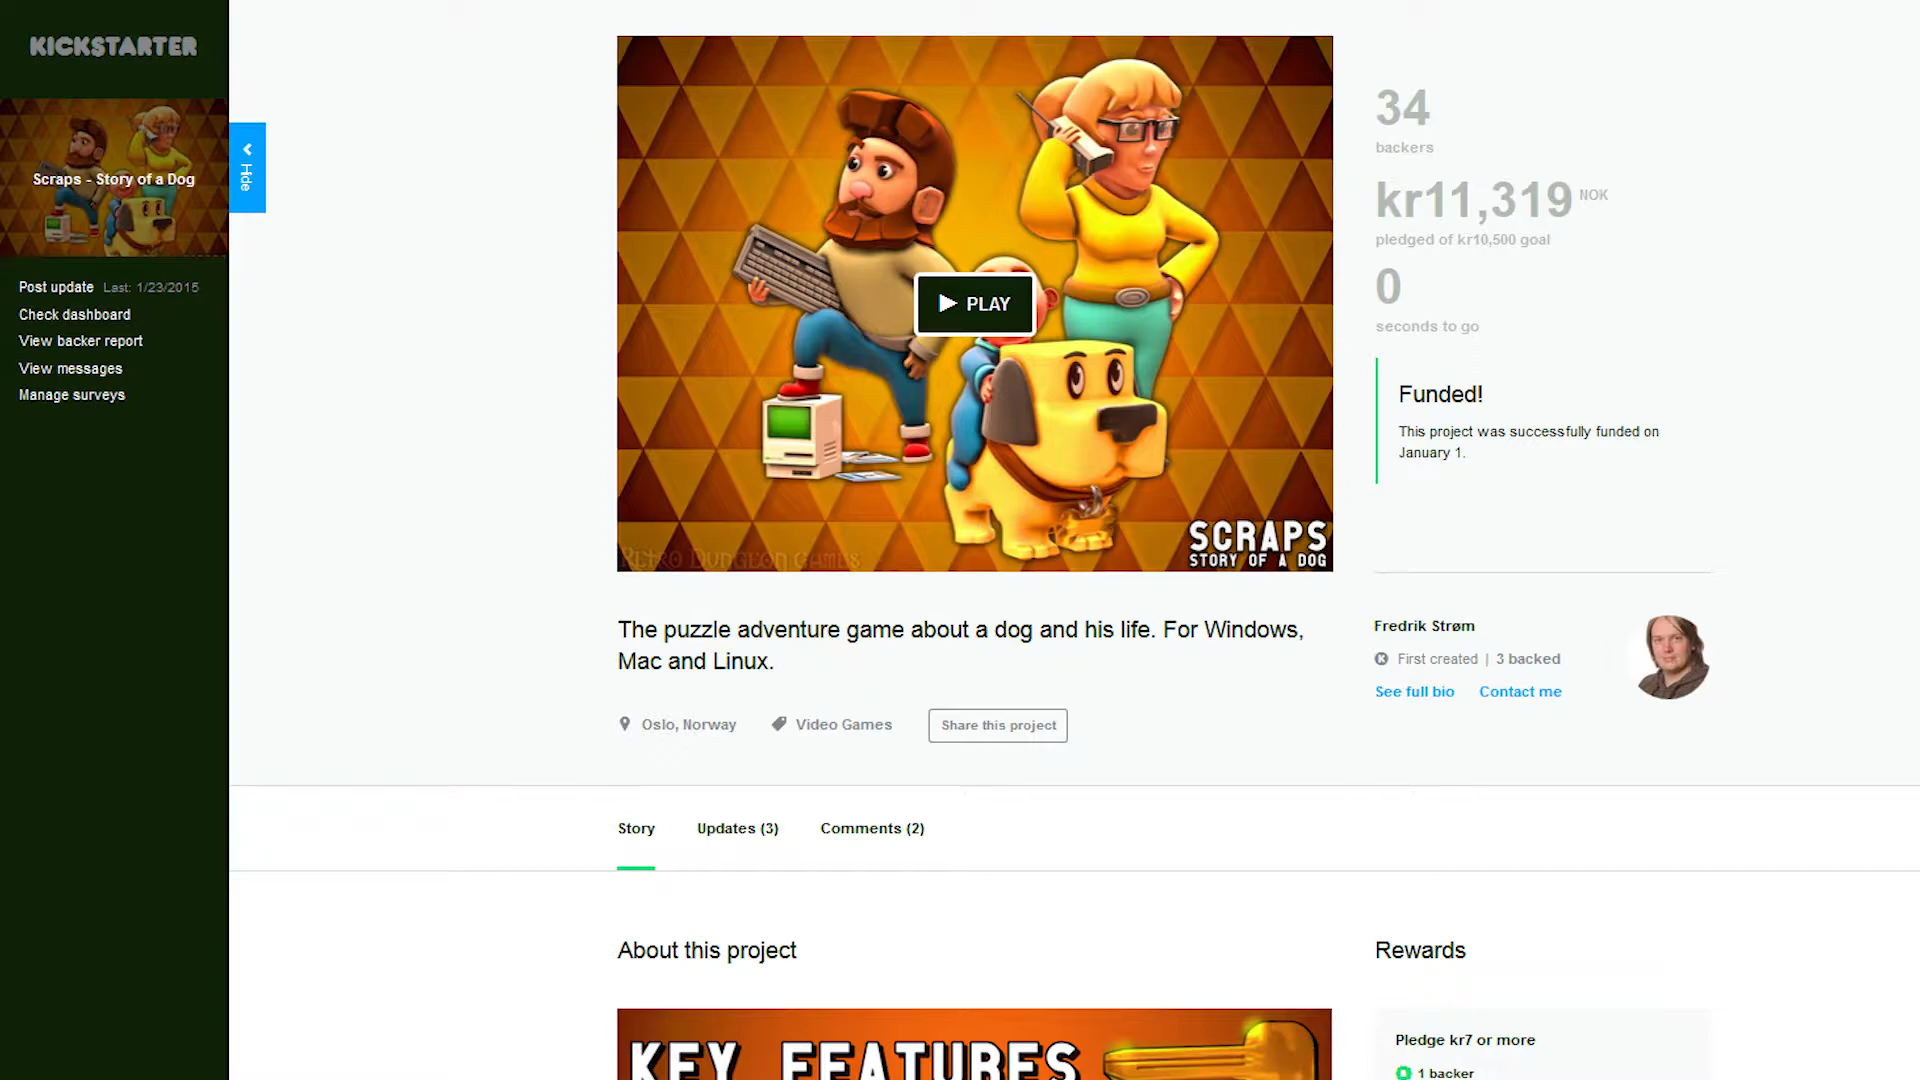 KICKSTARTER
Scraps - Story of a Dog
Hide
Post update Last: 1/23/2015
Check dashboard
View backer report
View messages
Manage surveys
PLAY
SCRAPS
STORY OF A DOG
RETRO DUNGEON GAMES
The puzzle adventure game about a dog and his life. For Windows,
Mac and Linux.
Oslo, Norway
Video Games
Share this project
34
backers
kr11,319 NOK
pledged of kr10,500 goal
0
seconds to go
Funded!
This project was successfully funded on
January 1.
Fredrik Strøm
First created | 3 backed
See full bio
Contact me
Story
Updates (3)
Comments (2)
About this project
KEY FEATURES
Rewards
Pledge kr7 or more
1 backer